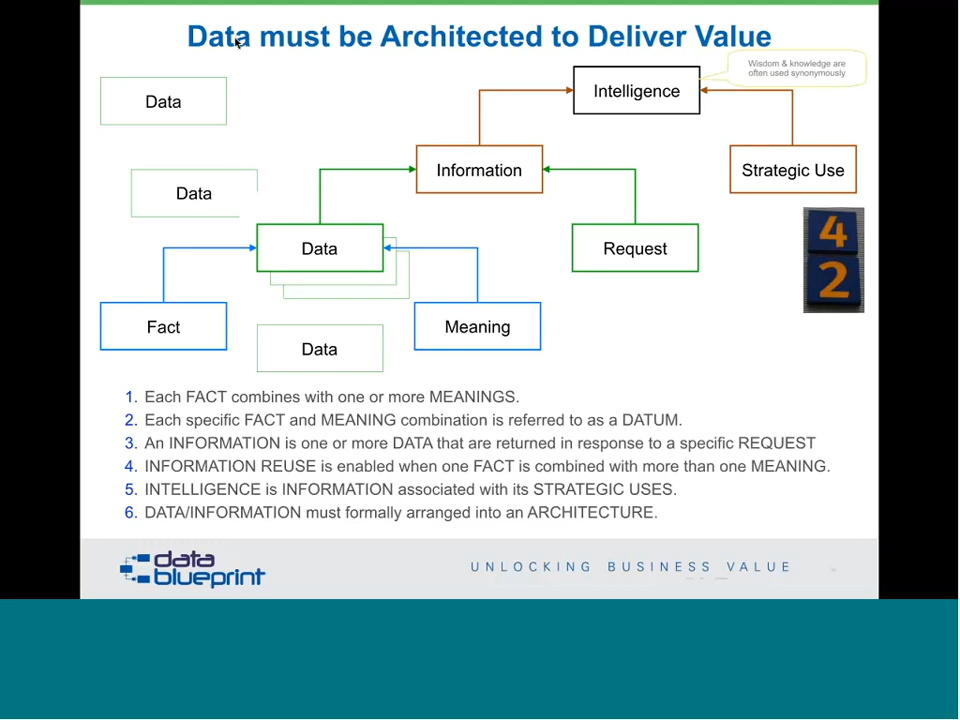 Data must be Architected to Deliver Value
Wisdom & knowledge are
often used synonymously
Intelligence
Data
Information
Strategic Use
Data
Data
Request
4
2
Fact
Meaning
Data
1. Each FACT combines with one or more MEANINGS.
2. Each specific FACT and MEANING combination is referred to as a DATUM.
3. An INFORMATION is one or more DATA that are returned in response to a specific REQUEST
4. INFORMATION REUSE is enabled when one FACT is combined with more than one MEANING.
5. INTELLIGENCE is INFORMATION associated with its STRATEGIC USES.
6. DATA/INFORMATION must formally arranged into an ARCHITECTURE.
data
blueprint
UNLOCKING BUSINESS VALUE